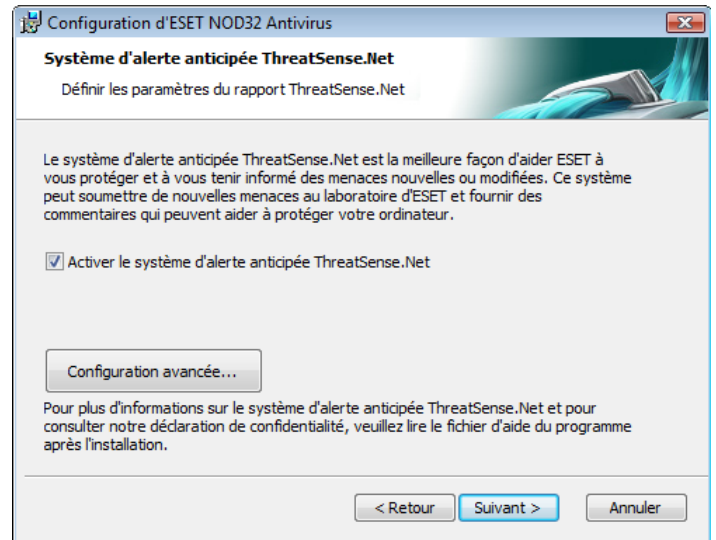 Configuration d'ESET NOD32 Antivirus
Système d'alerte anticipée ThreatSense.Net
Définir les paramètres du rapport ThreatSense.Net
Le système d'alerte anticipée ThreatSense.Net est la meilleure façon d'aider ESET à
vous protéger et à vous tenir informé des menaces nouvelles ou modifiées. Ce système
peut soumettre de nouvelles menaces au laboratoire d'ESET et fournir des
commentaires qui peuvent aider à protéger votre ordinateur.
Activer le système d'alerte anticipée ThreatSense.Net
Configuration avancée...
Pour plus d'informations sur le système d'alerte anticipée ThreatSense.Net et pour
consulter notre déclaration de confidentialité, veuillez lire le fichier d'aide du programme
après l'installation.
< Retour
Suivant >
Annuler